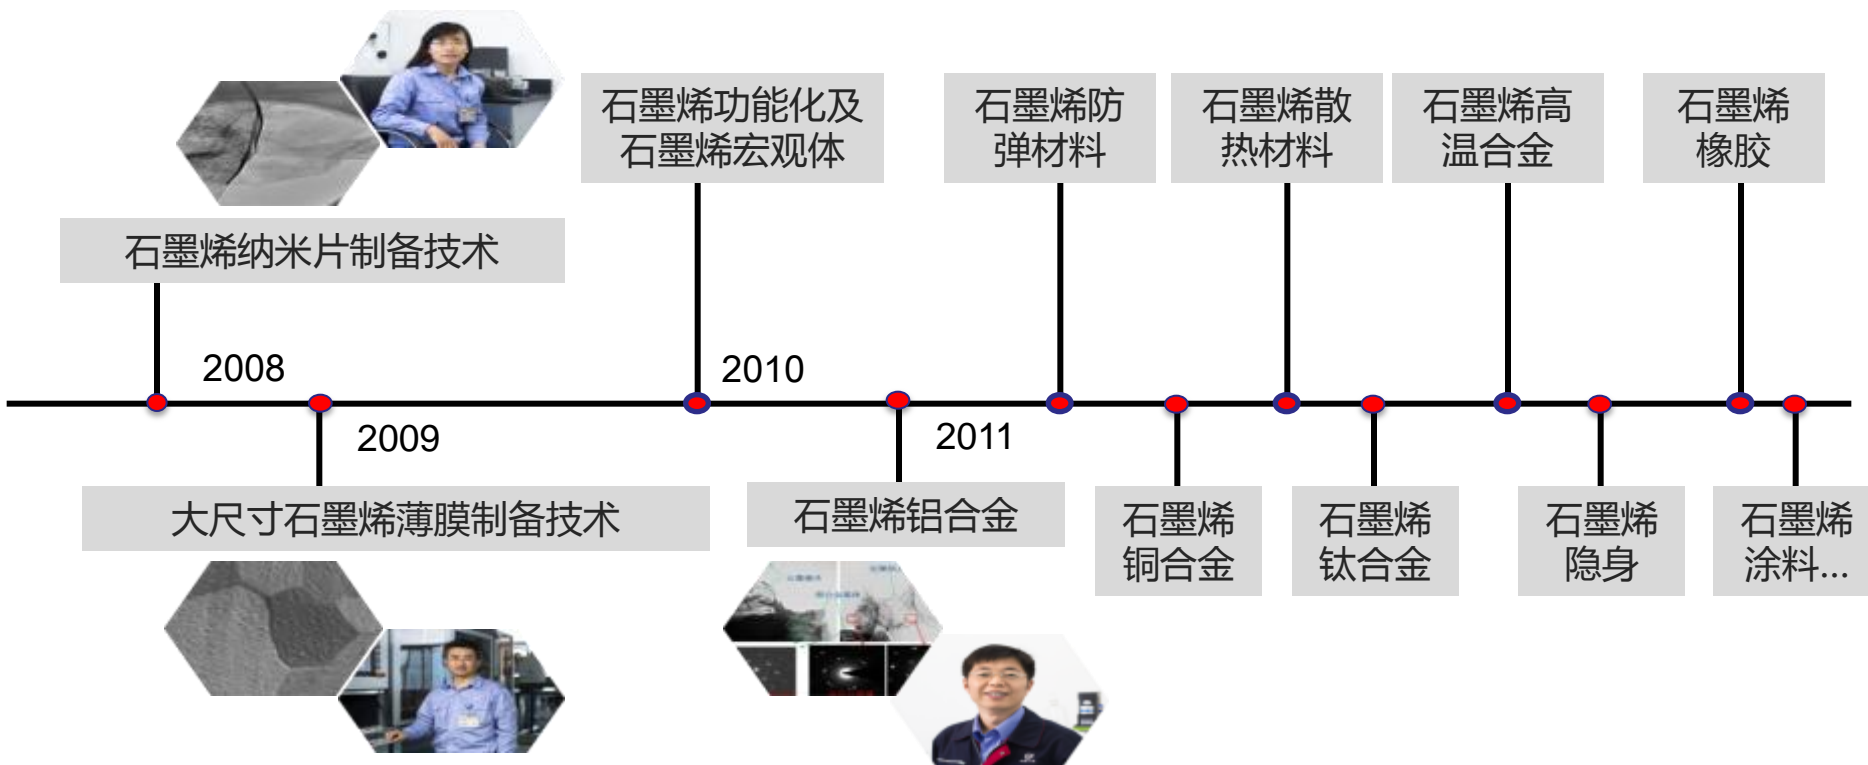 石墨烯功能化及
石墨烯宏观体
石墨烯防
弹材料
石墨烯散
热材料
石墨烯高
温合金
石墨烯
橡胶
石墨烯纳米片制备技术
2008
2010
2009
2011
大尺寸石墨烯薄膜制备技术
石墨烯铝合金
石墨烯
铜合金
石墨烯
钛合金
石墨烯
隐身
石墨烯
涂料...